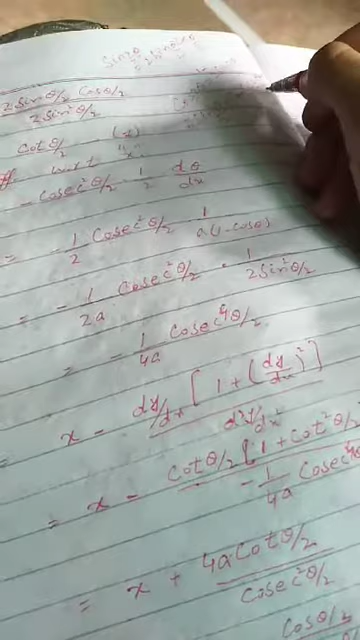 2Sinθ/2 Cosθ/2
2Sin²θ/2
Cotθ/2 (x)
w.r.t "x"
- Cosec²θ/2 · 1/2 dθ/dx
= - 1/2 Cosec²θ/2 1/a(1-Cosθ)
= - 1/2a Cosec²θ/2 · 1/2Sin²θ/2
= - 1/4a Cosec⁴θ/2
x - dy/dx [1 + (dy/dx)²]
d²y/dx²
= x - Cotθ/2 [1 + Cot²θ/2
- 1/4a Cosec⁴θ/2
= x + 4a Cotθ/2
Cosec²θ/2
Cosθ/2